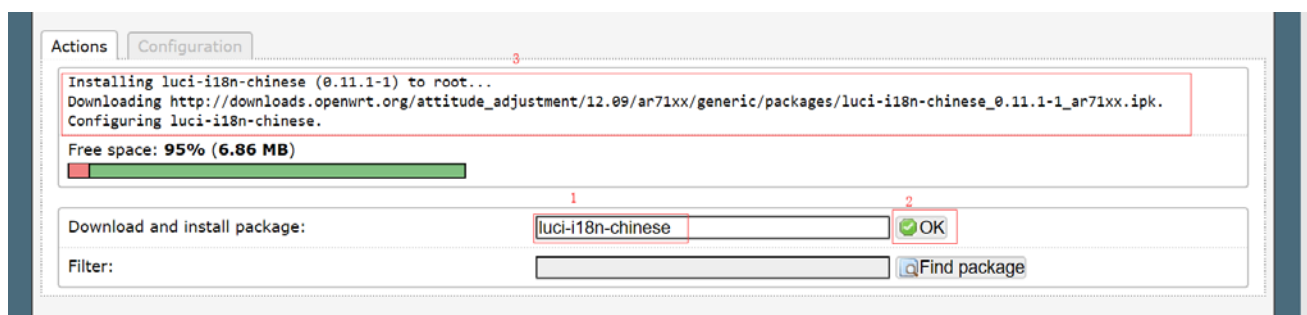 Actions Configuration
3
Installing luci-i18n-chinese (0.11.1-1) to root...
Downloading http://downloads.openwrt.org/attitude_adjustment/12.09/ar71xx/generic/packages/luci-i18n-chinese_0.11.1-1_ar71xx.ipk.
Configuring luci-i18n-chinese.
Free space: 95% (6.86 MB)
1 2
Download and install package: luci-i18n-chinese OK
Filter: Find package